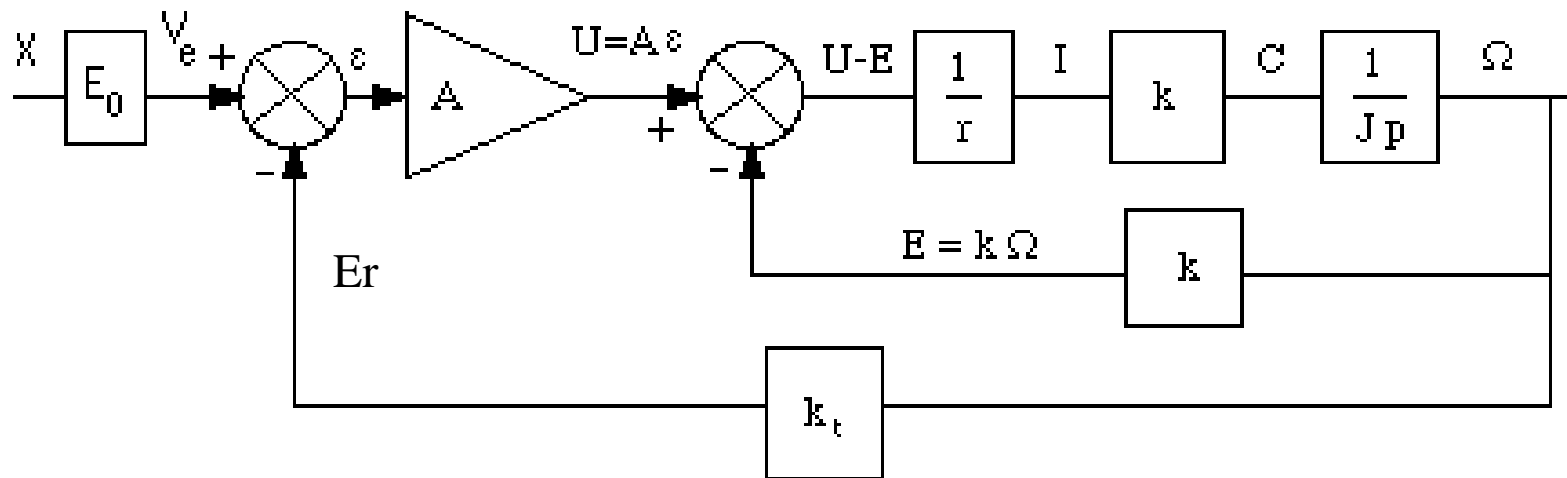 X
E₀
Vₑ
+
-
ε
A
U=Aε
+
-
U-E
1
r
I
k
C
1
Jp
Ω
E = kΩ
k
Er
kₜ